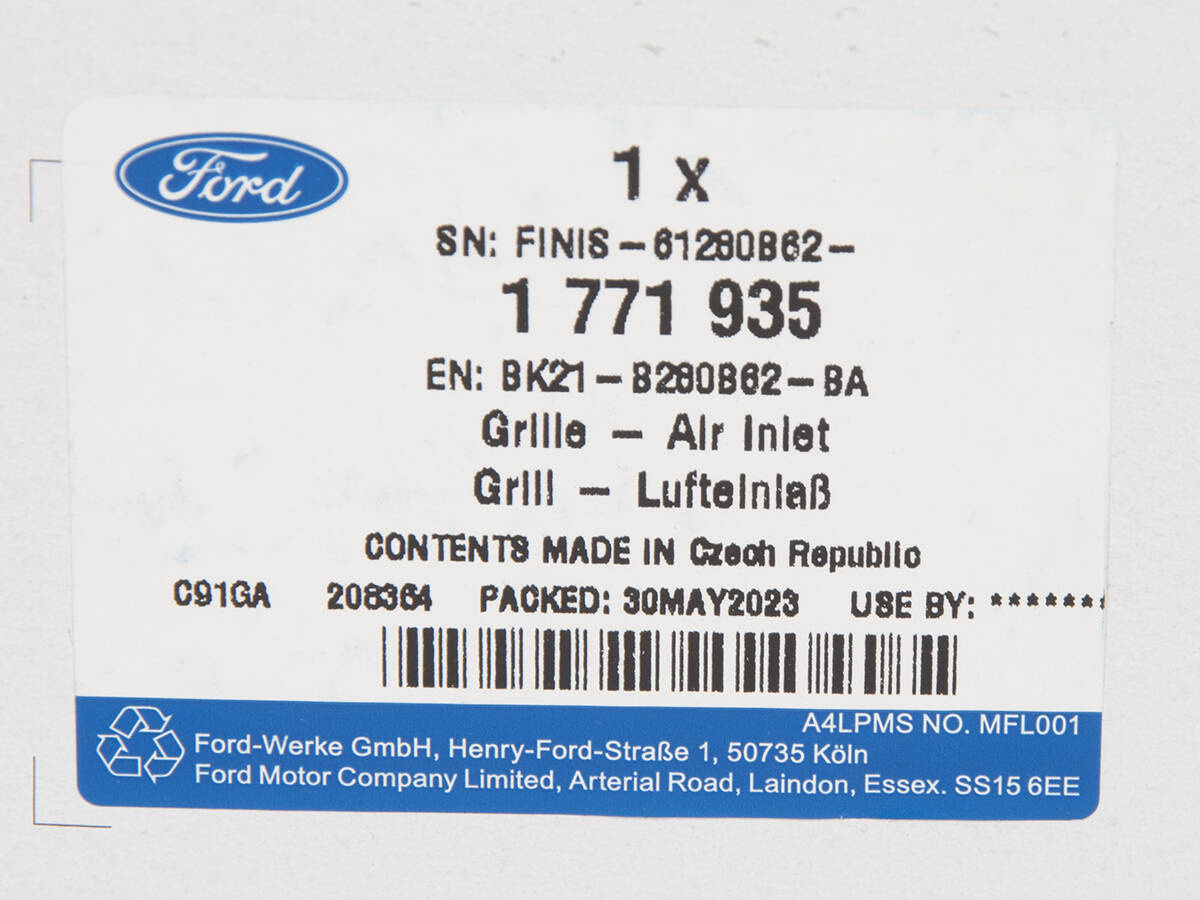 Ford
1 x
SN: FINIS-61280B62-
1 771 935
EN: BK21-B280B62-BA
Grille - Air Inlet
Grill - Lufteinlaß
CONTENTS MADE IN Czech Republic
C91GA 208364 PACKED: 30MAY2023 USE BY: *******
A4LPMS NO. MFL001
Ford-Werke GmbH, Henry-Ford-Straße 1, 50735 Köln
Ford Motor Company Limited, Arterial Road, Laindon, Essex. SS15 6EE